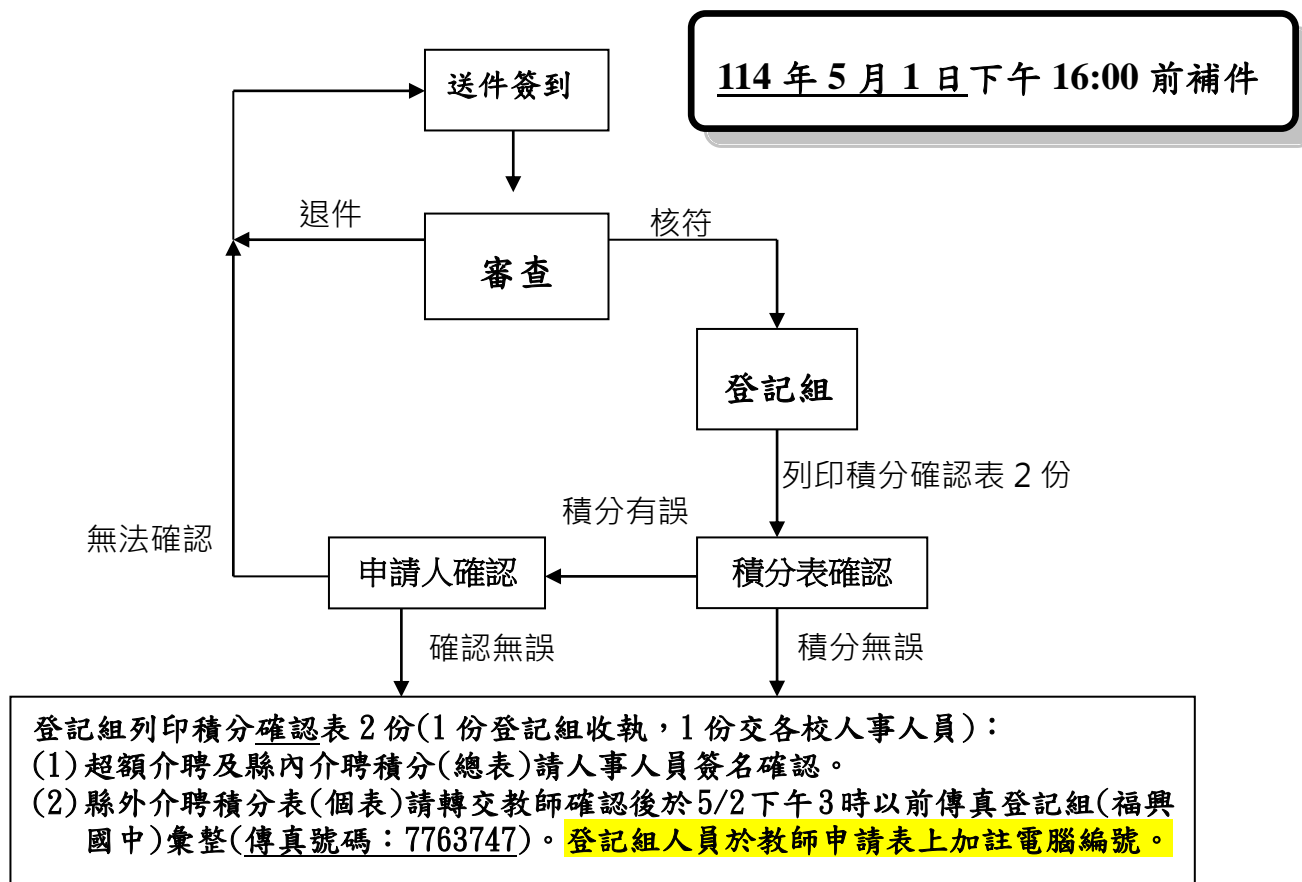 114 年 5 月 1 日下午 16:00 前補件
送件簽到
退件
核符
審查
登記組
列印積分確認表 2 份
積分有誤
無法確認
申請人確認
積分表確認
確認無誤
積分無誤
登記組列印積分確認表 2 份(1 份登記組收執，1 份交各校人事人員)：
(1)超額介聘及縣內介聘積分(總表)請人事人員簽名確認。
(2)縣外介聘積分表(個表)請轉交教師確認後於 5/2 下午 3 時以前傳真登記組(福興
國中)彙整(傳真號碼：7763747)。登記組人員於教師申請表上加註電腦編號。